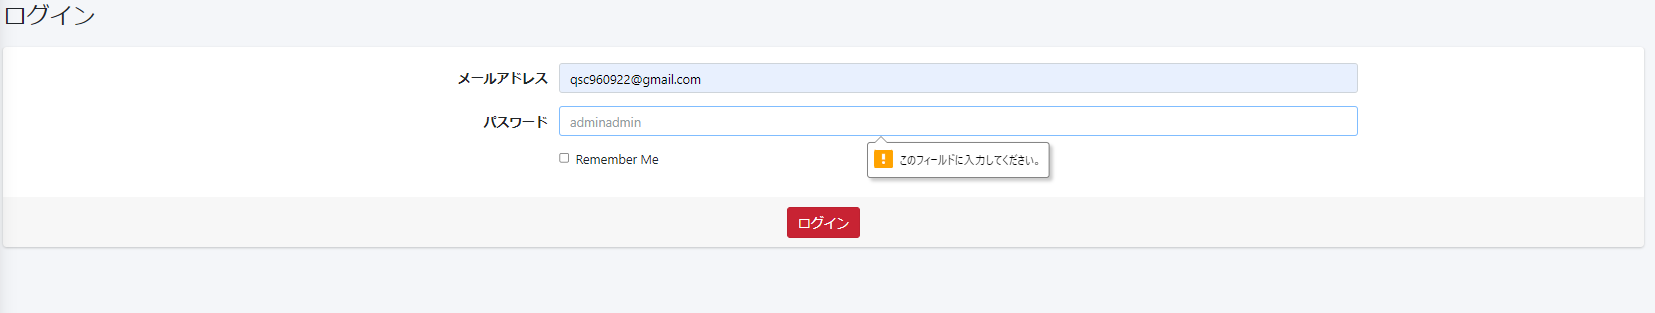 ログイン
メールアドレス qsc960922@gmail.com
パスワード adminadmin
Remember Me
このフィールドに入力してください。
ログイン